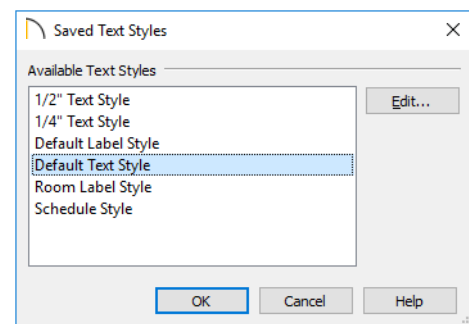 Saved Text Styles
Available Text Styles
1/2" Text Style
1/4" Text Style
Default Label Style
Default Text Style
Room Label Style
Schedule Style
Edit...
OK
Cancel
Help